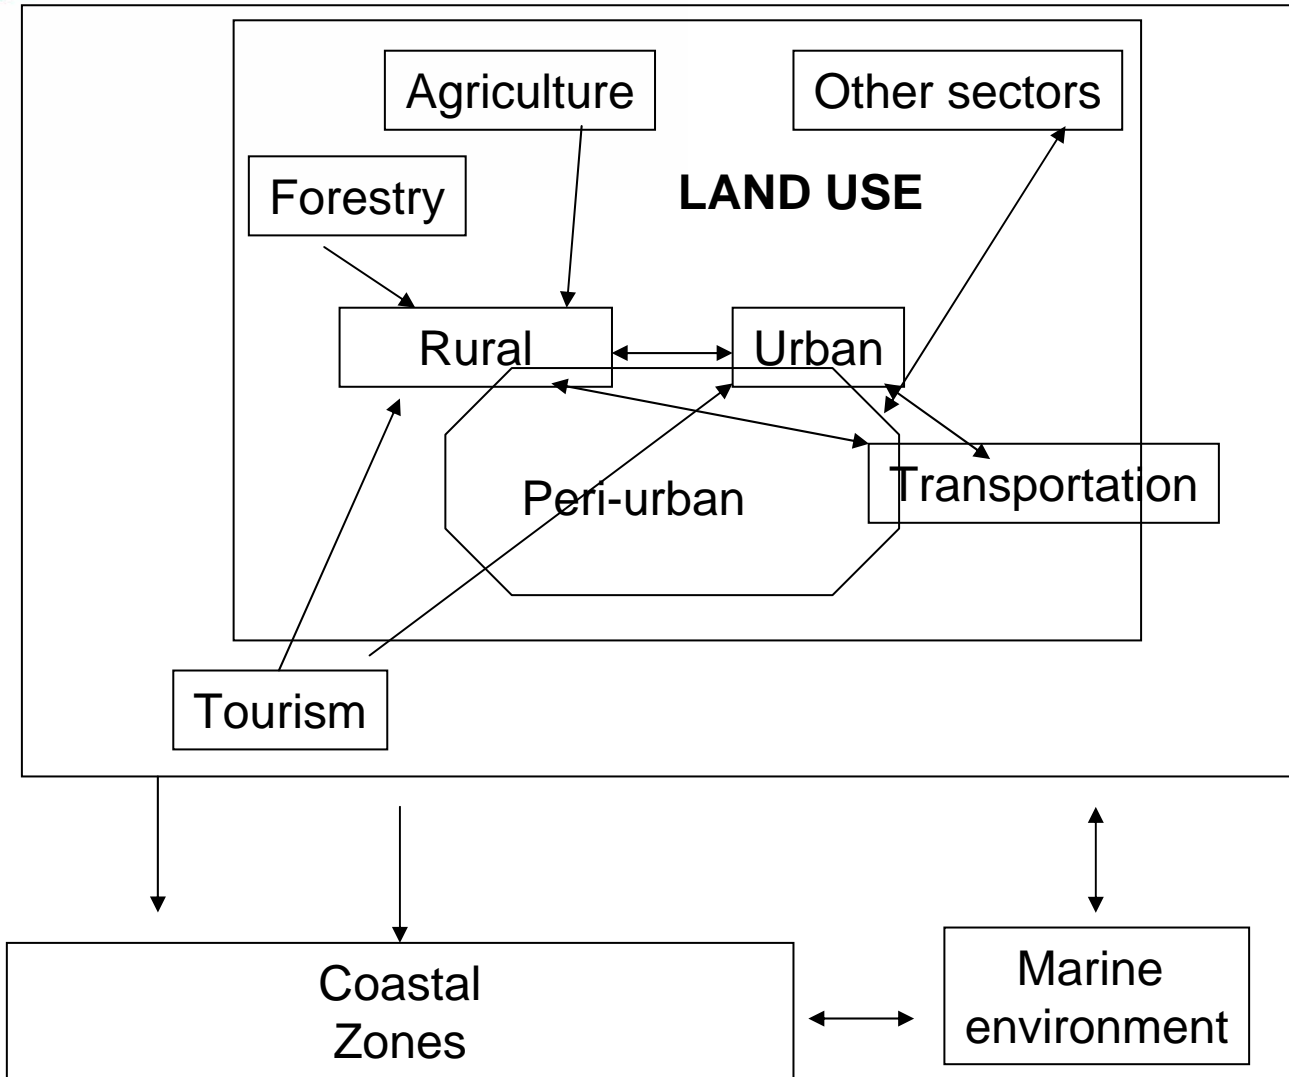 Agriculture
Other sectors
Forestry
LAND USE
Rural
Urban
Transportation
Peri-urban
Tourism
Coastal
Zones
Marine
environment